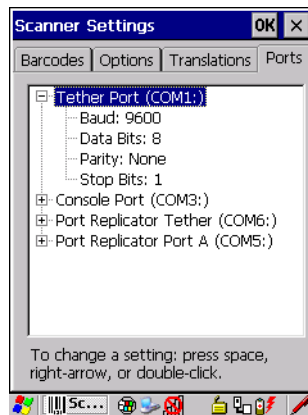 Scanner Settings OK ×
Barcodes Options Translations Ports
Tether Port (COM1:)
Baud: 9600
Data Bits: 8
Parity: None
Stop Bits: 1
Console Port (COM3:)
Port Replicator Tether (COM6:)
Port Replicator Port A (COM5:)
To change a setting: press space,
right-arrow, or double-click.
Sc...